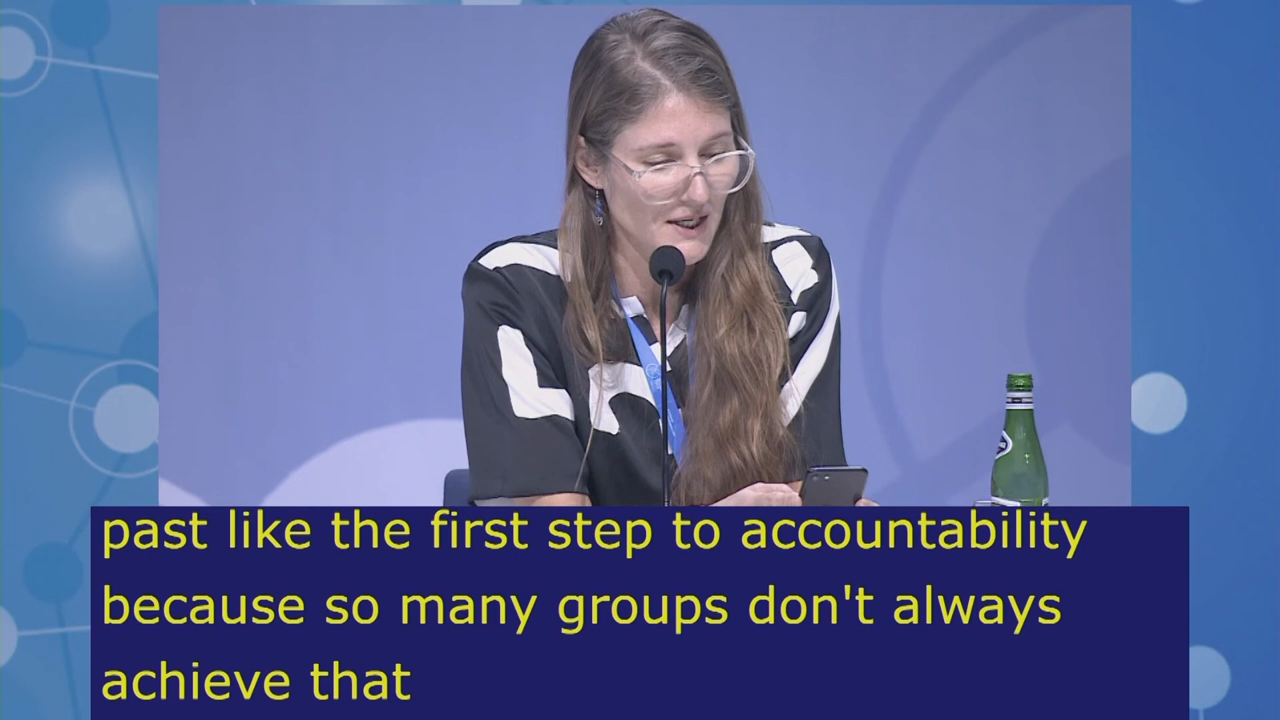 past like the first step to accountability
because so many groups don't always
achieve that